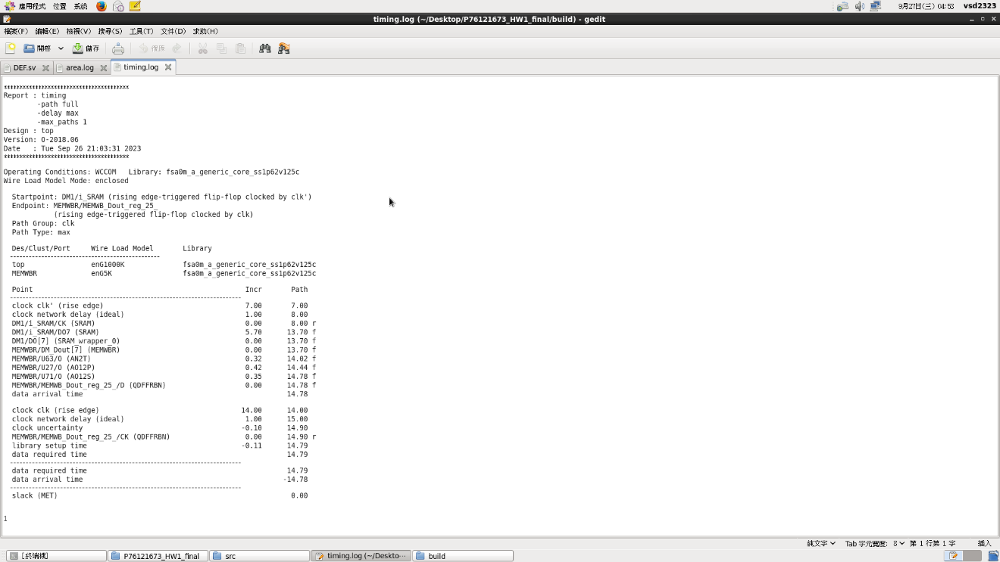 應用程式 位置 系統 9月27日(三) 04:53 vsd2323
timing.log (~/Desktop/P76121673_HW1_final/build) - gedit
檔案(F) 編輯(E) 檢視(V) 搜尋(S) 工具(T) 文件(D) 求助(H)
開啓 儲存 復原
DEF.sv area.log timing.log
****************************************
Report : timing
-path full
-delay max
-max_paths 1
Design : top
Version: O-2018.06
Date : Tue Sep 26 21:03:31 2023
****************************************
Operating Conditions: WCCOM Library: fsa0m_a_generic_core_ss1p62v125c
Wire Load Model Mode: enclosed
Startpoint: DM1/i_SRAM (rising edge-triggered flip-flop clocked by clk')
Endpoint: MEMWBR/MEMWB_Dout_reg_25_
(rising edge-triggered flip-flop clocked by clk)
Path Group: clk
Path Type: max
Des/Clust/Port Wire Load Model Library
------------------------------------------------
top enG1000K fsa0m_a_generic_core_ss1p62v125c
MEMWBR enG5K fsa0m_a_generic_core_ss1p62v125c
Point Incr Path
--------------------------------------------------------------------------
clock clk' (rise edge) 7.00 7.00
clock network delay (ideal) 1.00 8.00
DM1/i_SRAM/CK (SRAM) 0.00 8.00 r
DM1/i_SRAM/DO7 (SRAM) 5.70 13.70 f
DM1/DO[7] (SRAM_wrapper_0) 0.00 13.70 f
MEMWBR/DM_Dout[7] (MEMWBR) 0.00 13.70 f
MEMWBR/U63/O (AN2T) 0.32 14.02 f
MEMWBR/U27/O (AO12P) 0.42 14.44 f
MEMWBR/U71/O (AO12S) 0.35 14.78 f
MEMWBR/MEMWB_Dout_reg_25_/D (QDFFRBN) 0.00 14.78 f
data arrival time 14.78
clock clk (rise edge) 14.00 14.00
clock network delay (ideal) 1.00 15.00
clock uncertainty -0.10 14.90
MEMWBR/MEMWB_Dout_reg_25_/CK (QDFFRBN) 0.00 14.90 r
library setup time -0.11 14.79
data required time 14.79
--------------------------------------------------------------------------
data required time 14.79
data arrival time -14.78
--------------------------------------------------------------------------
slack (MET) 0.00
1
純文字 Tab 字元寬度: 8 第 1 行第 1 字 插入
[終端機] P76121673_HW1_final src timing.log (~/Deskto… build